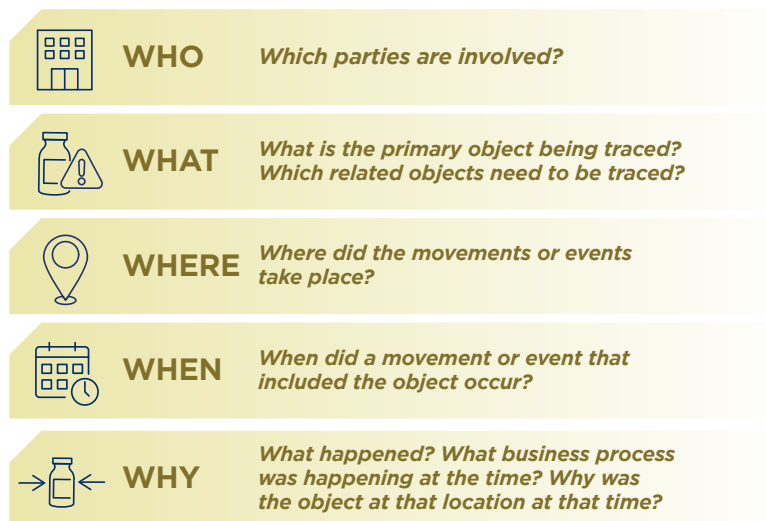 WHO
Which parties are involved?
WHAT
What is the primary object being traced?
Which related objects need to be traced?
WHERE
Where did the movements or events
take place?
WHEN
When did a movement or event that
included the object occur?
WHY
What happened? What business process
was happening at the time? Why was
the object at that location at that time?